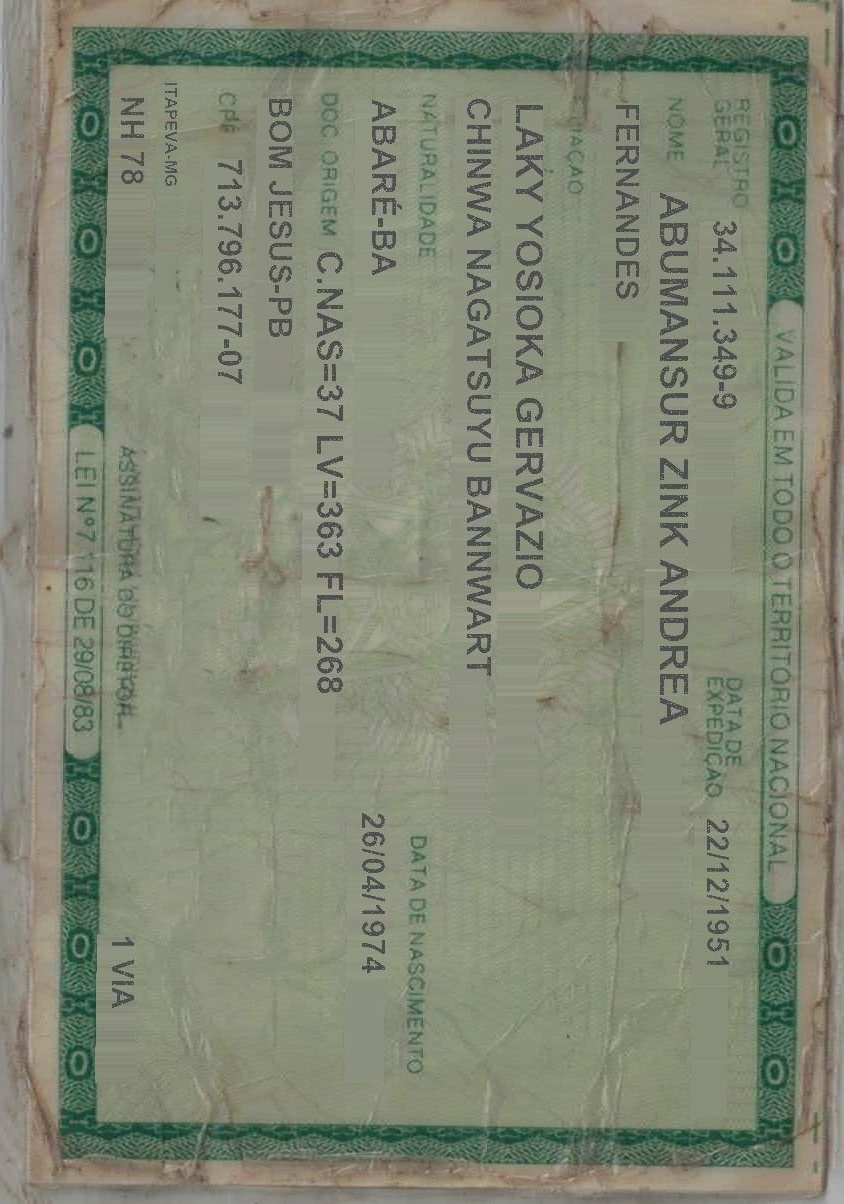 VALIDA EM TODO O TERRITÓRIO NACIONAL
REGISTRO GERAL 34.111.349-9 DATA DE EXPEDIÇÃO 22/12/1951
NOME ABUMANSUR ZINK ANDREA
FERNANDES
FILIAÇÃO
LAKY YOSIOKA GERVAZIO
CHINWA NAGATSUYU BANNWART
NATURALIDADE DATA DE NASCIMENTO
ABARÉ-BA 26/04/1974
DOC ORIGEM C.NAS=37 LV=363 FL=268
BOM JESUS-PB
CPF 713.796.177-07
ITAPEVA-MG
NH 78 1 VIA
ASSINATURA DO DIRETOR
LEI Nº 7.116 DE 29/08/83